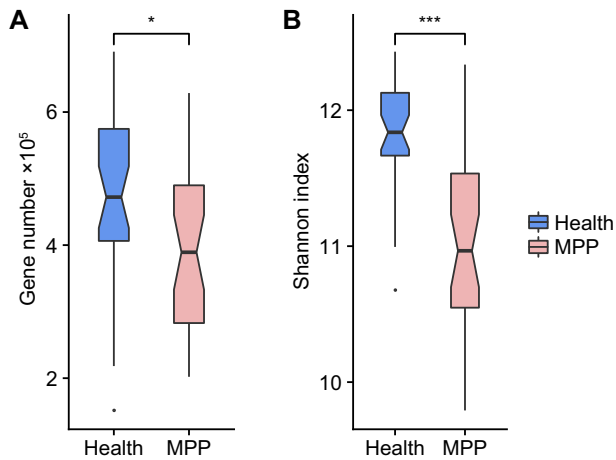 A
*
Gene number ×10⁵
6
4
2
Health MPP
B
***
Shannon index
12
11
10
Health MPP
Health
MPP